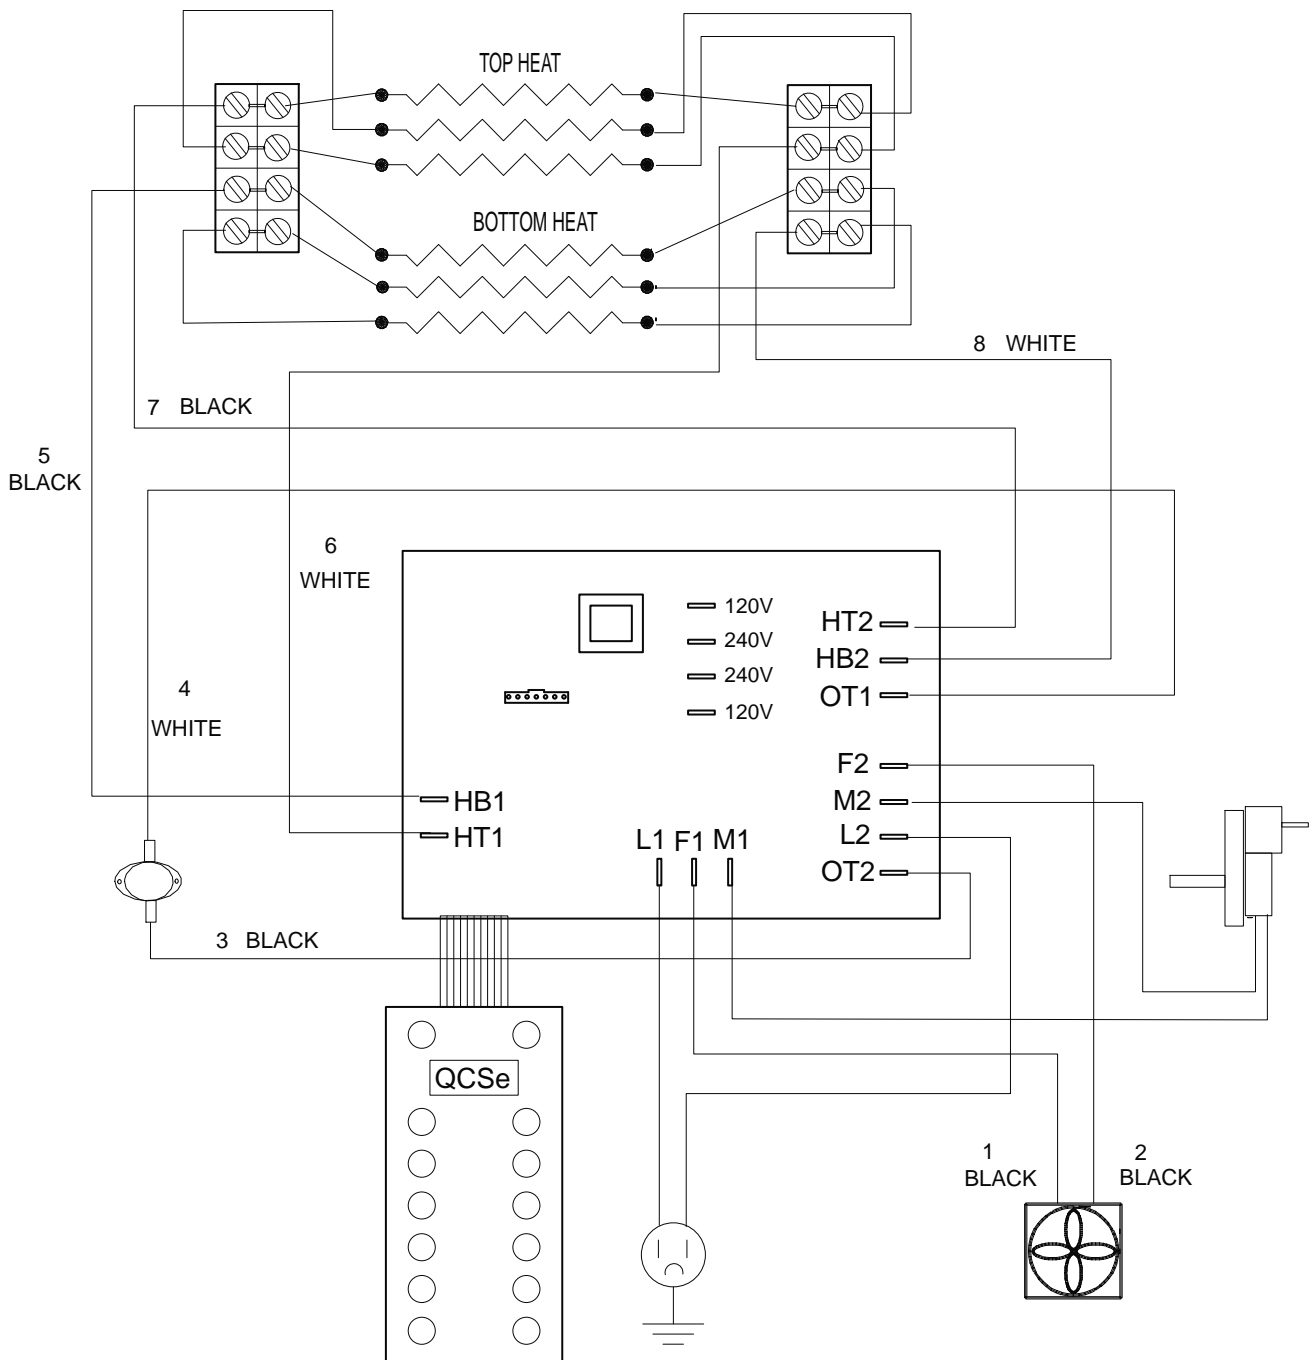 TOP HEAT
BOTTOM HEAT
8 WHITE
7 BLACK
5
BLACK
6
WHITE
120V
240V
240V
120V
HT2
HB2
OT1
4
WHITE
F2
M2
L2
OT2
HB1
HT1
L1 F1 M1
3 BLACK
QCSe
1
BLACK
2
BLACK